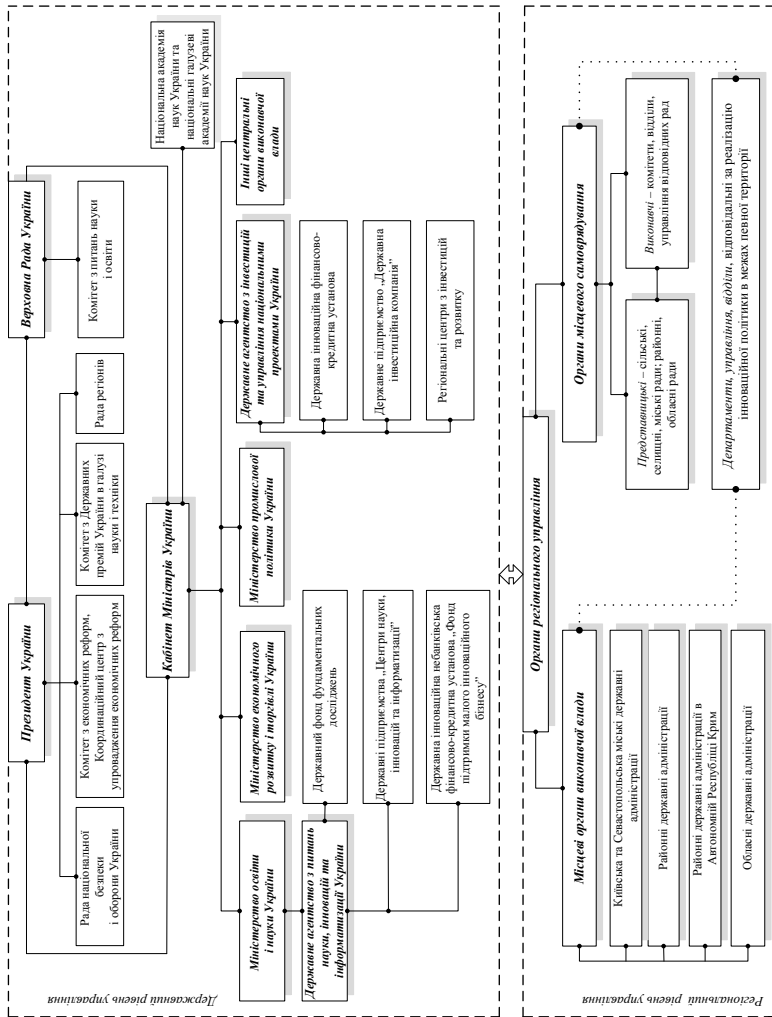 Державний рівень управління
Президент України
Верховна Рада України
Рада національної
безпеки
і оборони України
Комітет з економічних реформ,
Координаційний центр з
упровадження економічних реформ
Комітет з Державних
премій України в галузі
науки і техніки
Рада регіонів
Комітет з питань науки
і освіти
Кабінет Міністрів України
Національна академія
наук України та
національні галузеві
академії наук України
Міністерство освіти
і науки України
Міністерство економічного
розвитку і торгівлі України
Міністерство промислової
політики України
Державне агентство з інвестицій
та управління національними
проектами України
Інші центральні
органи виконавчої
влади
Державне агентство з питань
науки, інновацій та
інформатизації України
Державний фонд фундаментальних
досліджень
Державні підприємства „Центри науки,
інновацій та інформатизації”
Державна інноваційна небанківська
фінансово-кредитна установа „Фонд
підтримки малого інноваційного
бізнесу”
Державна інноваційна фінансово-
кредитна установа
Державне підприємство „Державна
інвестиційна компанія”
Регіональні центри з інвестицій
та розвитку
Регіональний рівень управління
Органи регіонального управління
Місцеві органи виконавчої влади
Київська та Севастопольська міські державні
адміністрації
Районні державні адміністрації
Районні державні адміністрації в
Автономній Республіці Крим
Обласні державні адміністрації
Органи місцевого самоврядування
Представницькі – сільські,
селищні, міські ради; районні,
обласні ради
Виконавчі – комітети, відділи,
управління відповідних рад
Департаменти, управління, відділи, відповідальні за реалізацію
інноваційної політики в межах певної території